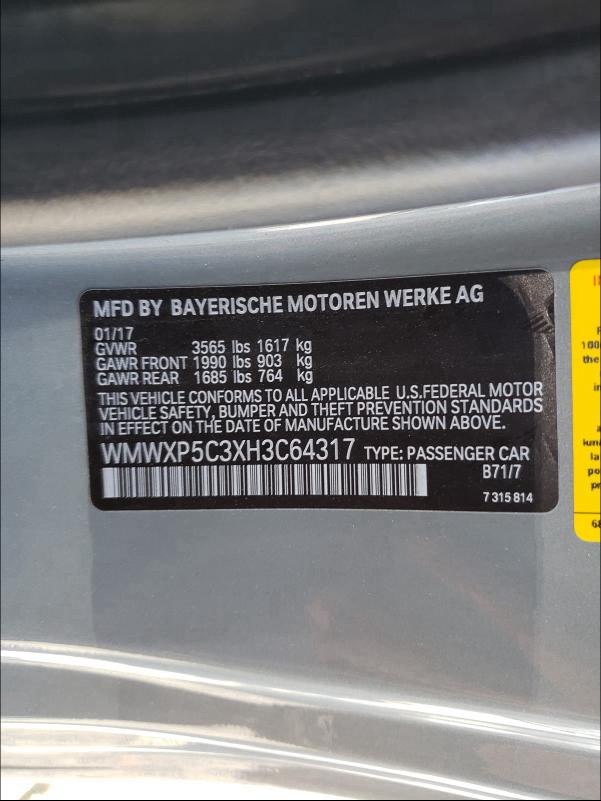 MFD BY BAYERISCHE MOTOREN WERKE AG
01/17
GVWR 3565 lbs 1617 kg
GAWR FRONT 1990 lbs 903 kg
GAWR REAR 1685 lbs 764 kg
THIS VEHICLE CONFORMS TO ALL APPLICABLE U.S.FEDERAL MOTOR
VEHICLE SAFETY, BUMPER AND THEFT PREVENTION STANDARDS
IN EFFECT ON THE DATE OF MANUFACTURE SHOWN ABOVE.
WMWXP5C3XH3C64317 TYPE: PASSENGER CAR
B71/7
7 315 814
the
in